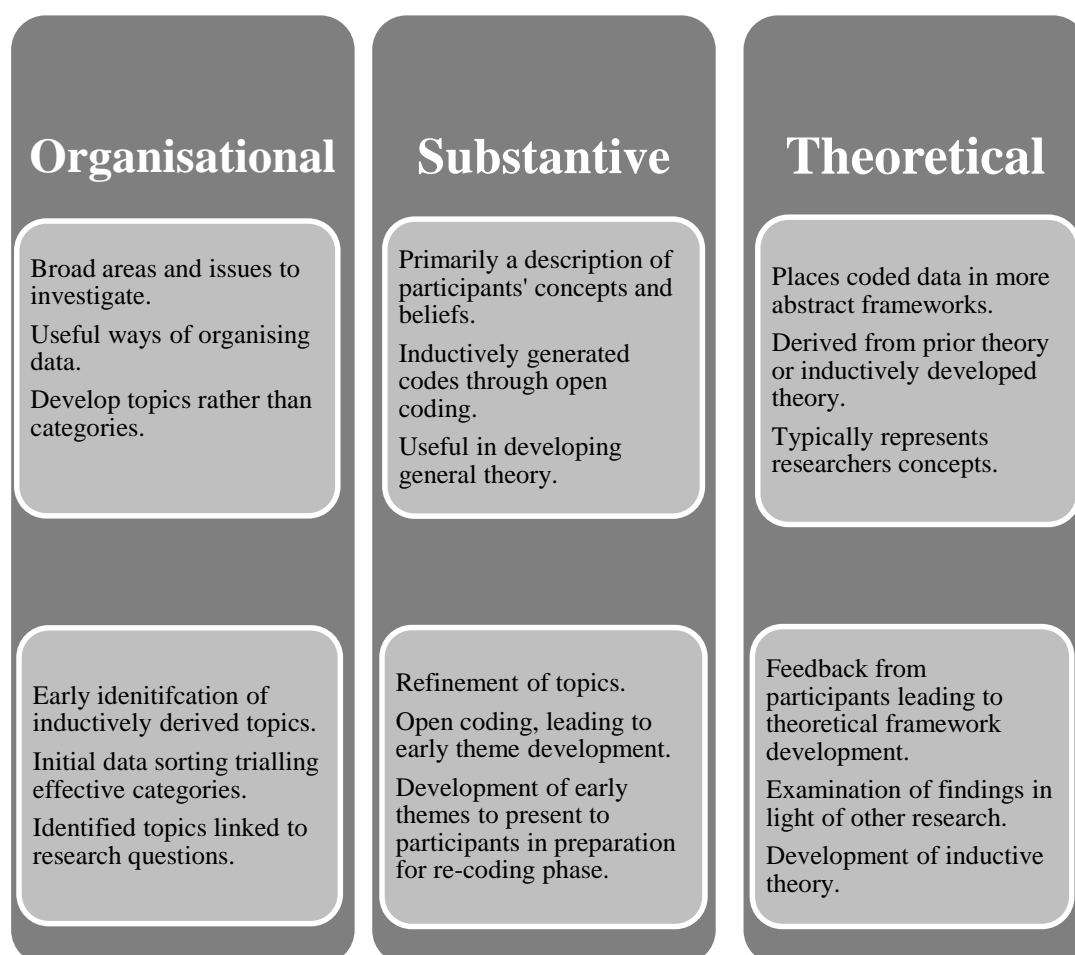 Organisational
Broad areas and issues to
investigate.
Useful ways of organising
data.
Develop topics rather than
categories.
Early idenitifcation of
inductively derived topics.
Initial data sorting trialling
effective categories.
Identified topics linked to
research questions.
Substantive
Primarily a description of
participants' concepts and
beliefs.
Inductively generated
codes through open
coding.
Useful in developing
general theory.
Refinement of topics.
Open coding, leading to
early theme development.
Development of early
themes to present to
participants in preparation
for re-coding phase.
Theoretical
Places coded data in more
abstract frameworks.
Derived from prior theory
or inductively developed
theory.
Typically represents
researchers concepts.
Feedback from
participants leading to
theoretical framework
development.
Examination of findings in
light of other research.
Development of inductive
theory.